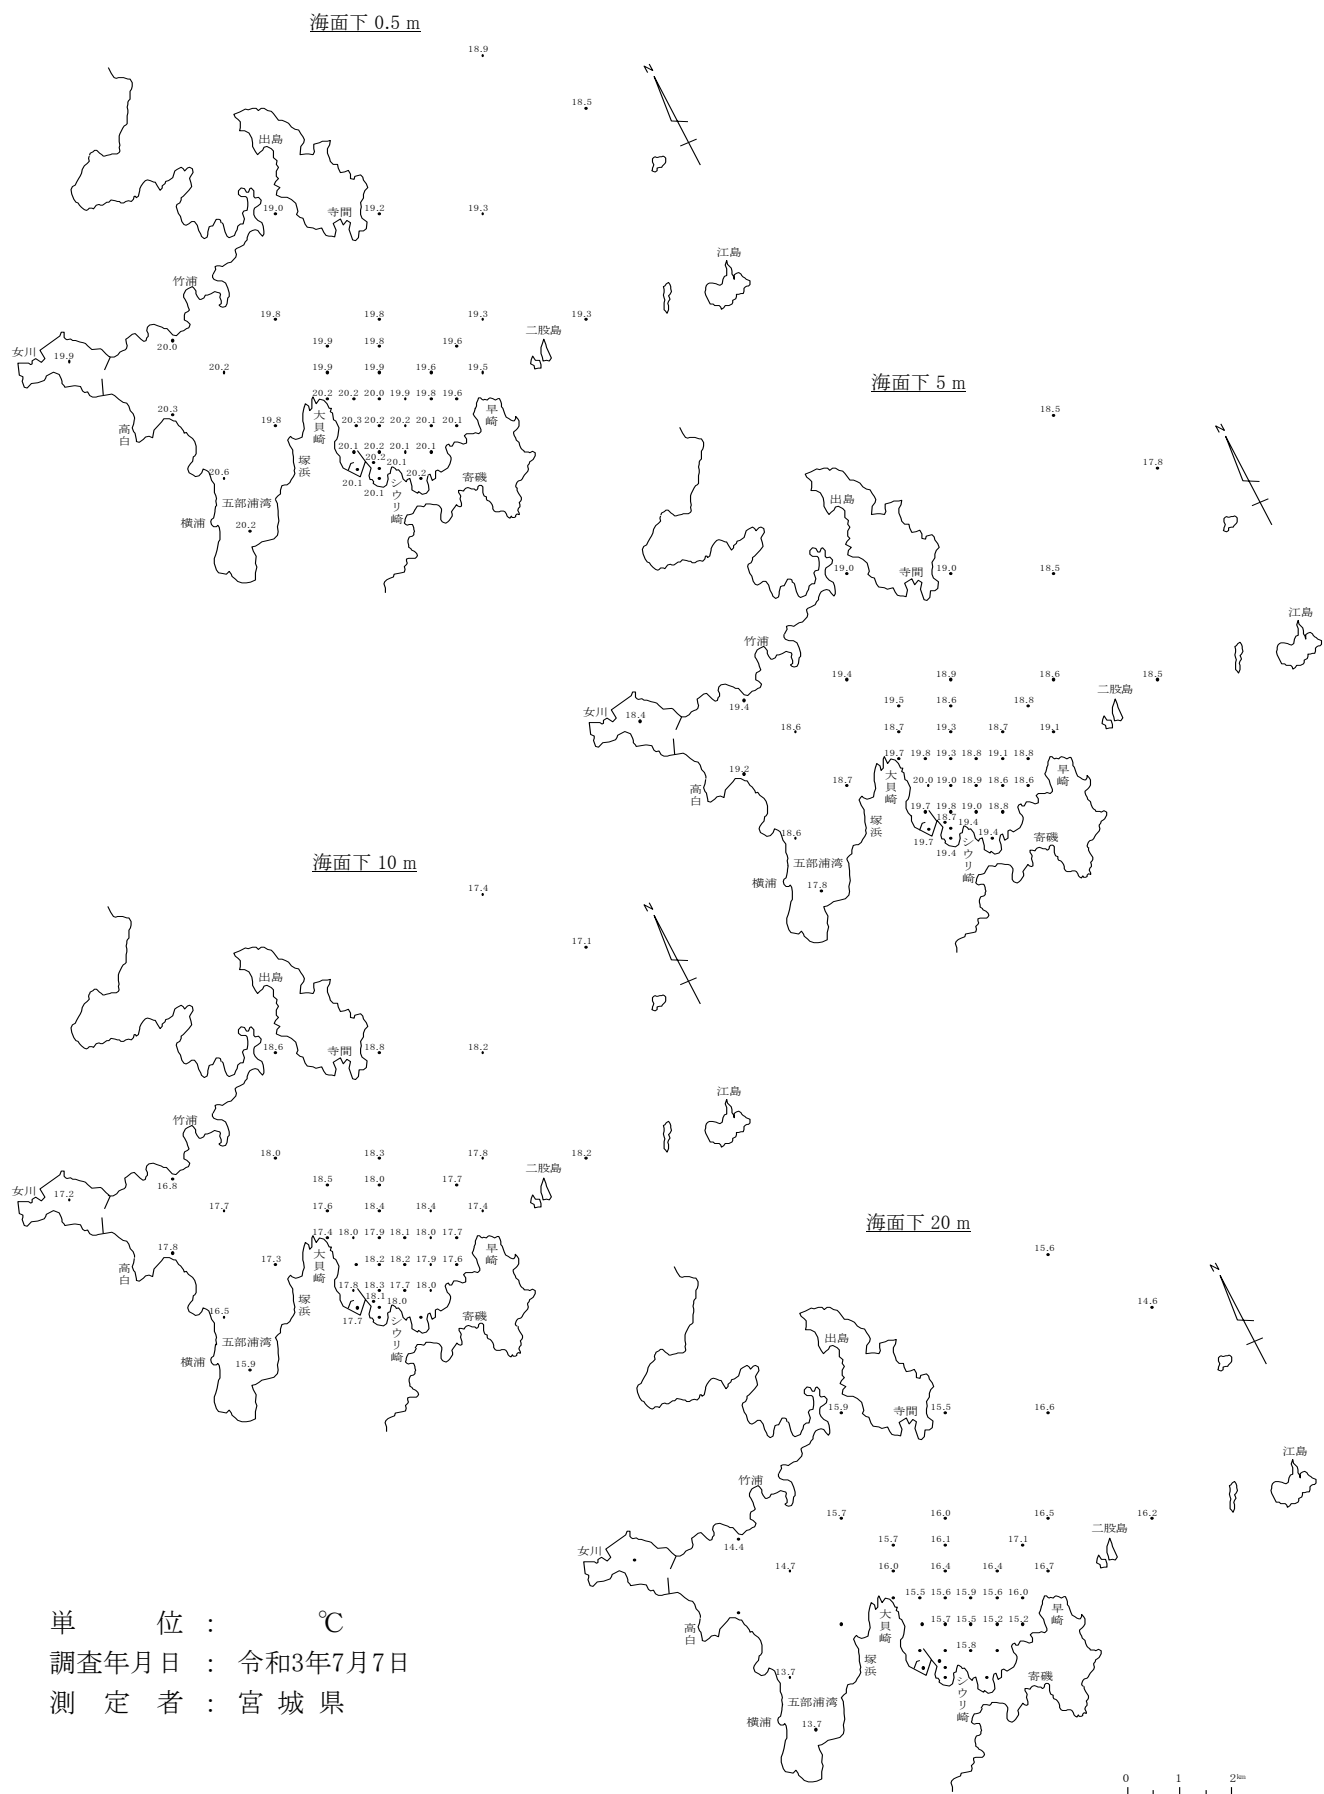 海面下 0.5 m
18.9
18.5
出島
19.0
寺間
19.2
19.3
江島
竹浦
19.8
19.8
19.3
19.3
二股島
女川
19.9
20.0
19.9
19.8
19.6
20.2
19.9
19.9
19.6
19.5
20.2 20.2 20.0 19.9 19.8 19.6
20.3
高白
19.8
大貝崎
20.3 20.2 20.2 20.1 20.1
早崎
20.1 20.2 20.1 20.1
塚浜
20.2 20.1
20.6
20.1
20.1
20.2
シウリ崎
寄磯
五部浦湾
横浦
20.2
海面下 5 m
18.5
17.8
出島
19.0
寺間
19.0
18.5
江島
竹浦
19.4
18.9
18.6
18.5
二股島
女川
18.4
19.4
19.5
18.6
18.8
18.6
18.7
19.3
18.7
19.1
19.7 19.8 19.3 18.8 19.1 18.8
19.2
高白
18.7
大貝崎
20.0 19.0 18.9 18.6 18.6
早崎
19.7 19.8 19.0 18.8
塚浜
18.7 19.4
18.6
19.7
19.4
19.4
シウリ崎
寄磯
五部浦湾
横浦
17.8
海面下 10 m
17.4
17.1
出島
18.6
寺間
18.8
18.2
江島
竹浦
18.0
18.3
17.8
18.2
二股島
女川
17.2
16.8
18.5
18.0
17.7
17.7
17.6
18.4
18.4
17.4
17.4 18.0 17.9 18.1 18.0 17.7
17.8
高白
17.3
大貝崎
18.2 18.2 17.9 17.6
早崎
17.8 18.3 17.7 18.0
塚浜
18.1 18.0
16.5
17.7
シウリ崎
寄磯
五部浦湾
横浦
15.9
海面下 20 m
15.6
14.6
出島
15.9
寺間
15.5
16.6
江島
竹浦
15.7
16.0
16.5
16.2
二股島
女川
14.4
15.7
16.1
17.1
14.7
16.0
16.4
16.4
16.7
15.5 15.6 15.9 15.6 16.0
高白
大貝崎
15.7 15.5 15.2 15.2
早崎
15.8
塚浜
13.7
シウリ崎
寄磯
五部浦湾
横浦
13.7
単 位 : ℃
調査年月日 : 令和3年7月7日
測 定 者 : 宮 城 県
0 1 2km
N
N
N
N